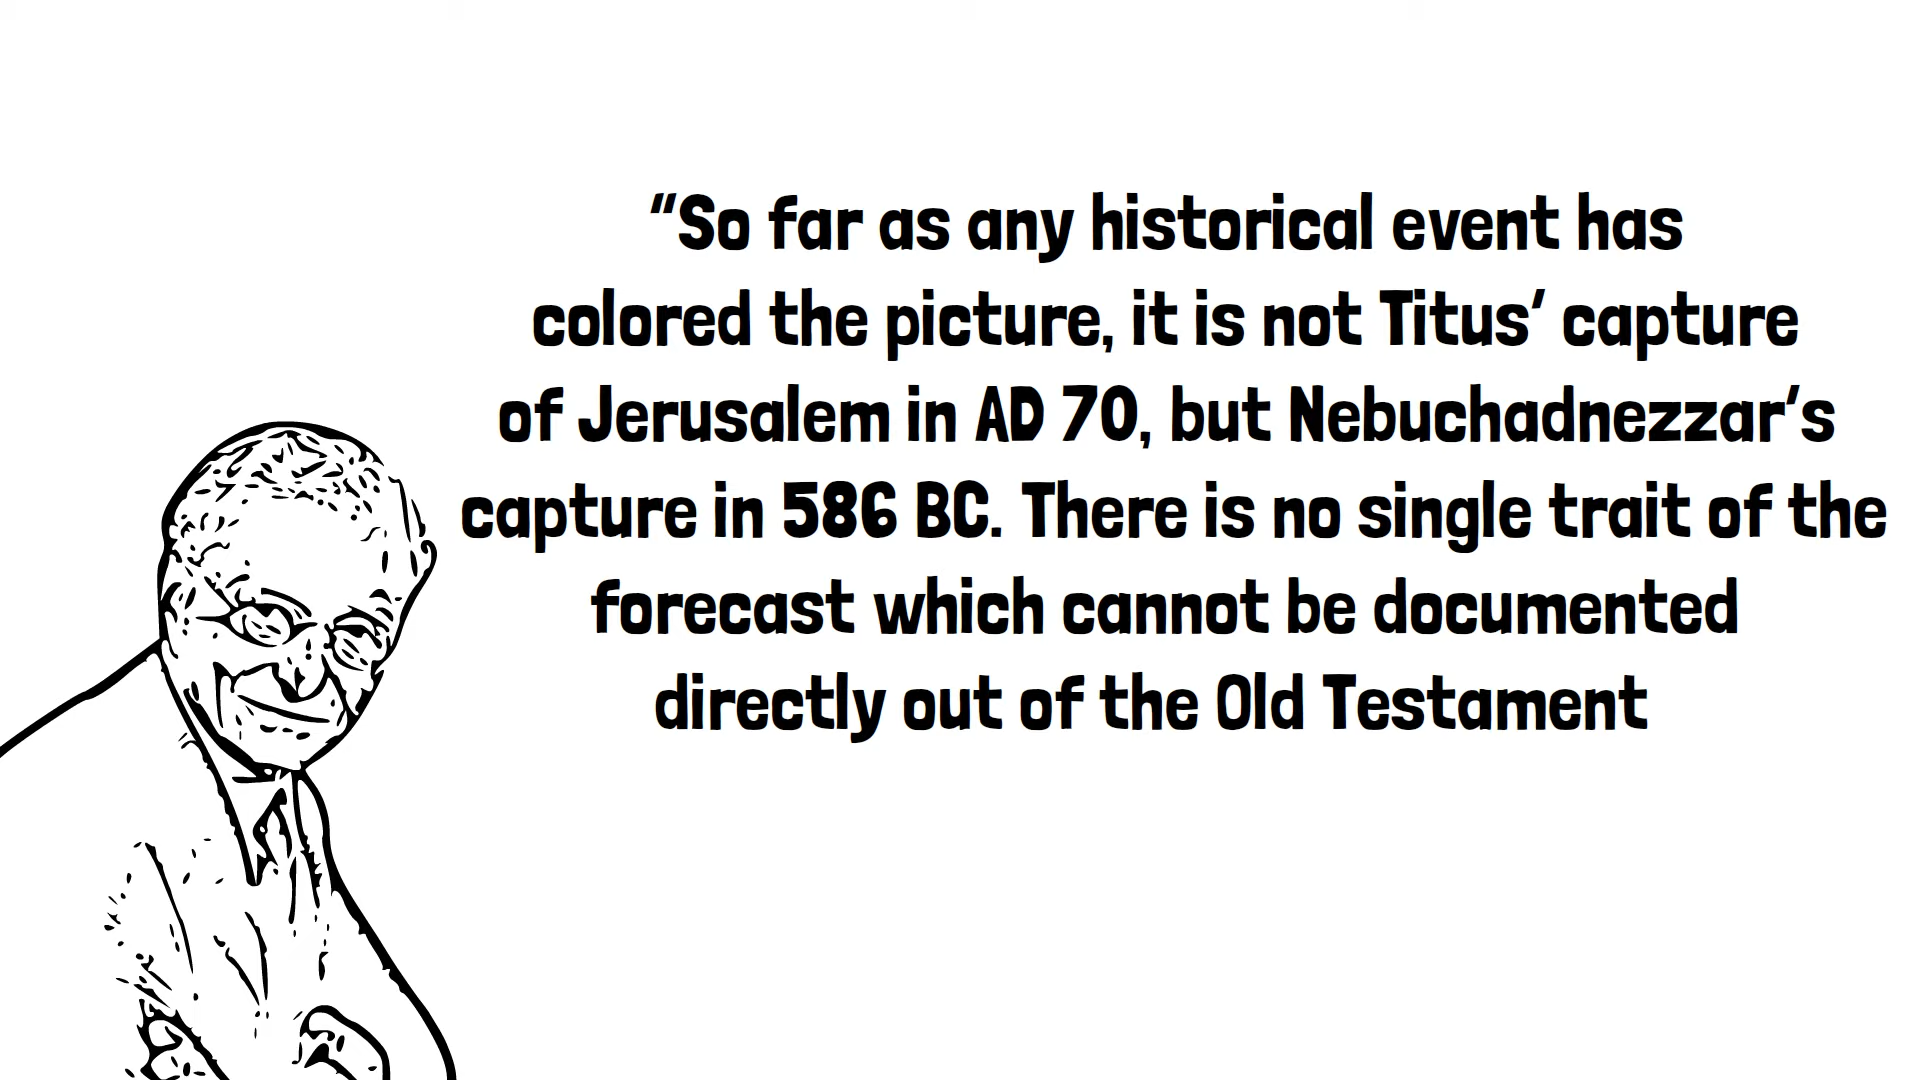 “So far as any historical event has
colored the picture, it is not Titus’ capture
of Jerusalem in AD 70, but Nebuchadnezzar’s
capture in 586 BC. There is no single trait of the
forecast which cannot be documented
directly out of the Old Testament